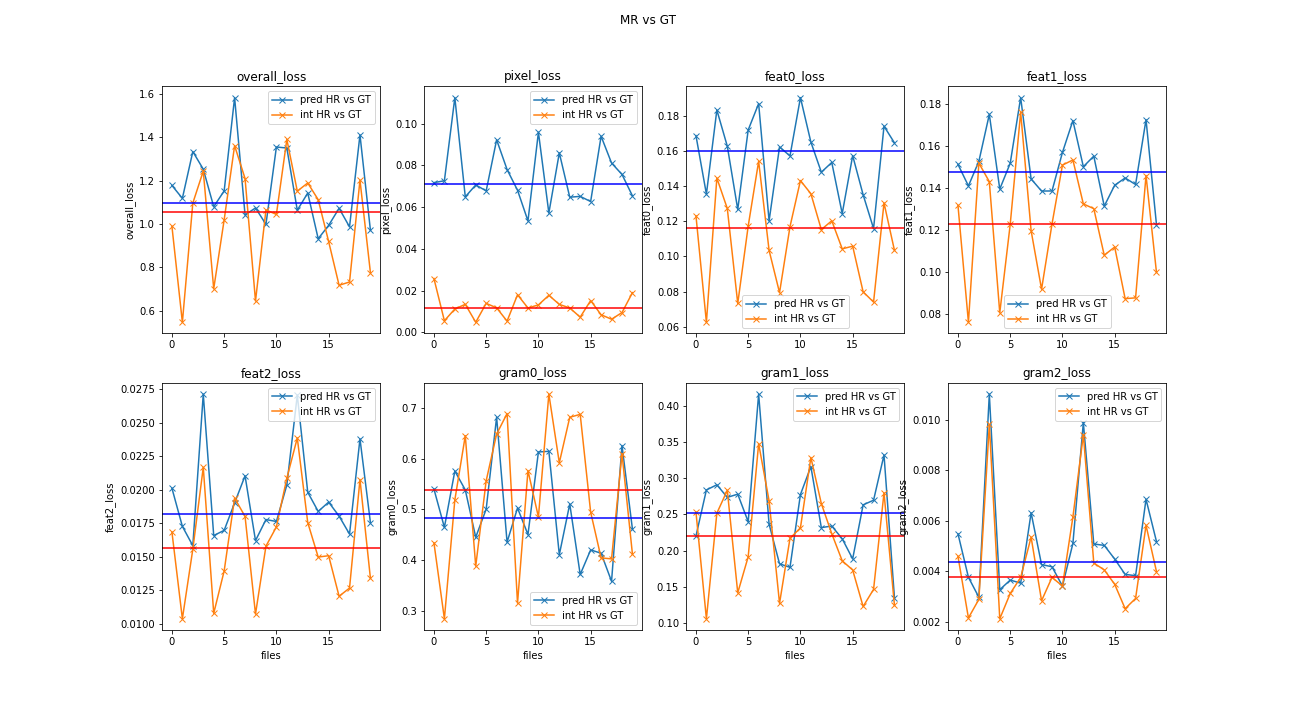 MR vs GT
overall_loss
pixel_loss
feat0_loss
feat1_loss
pred HR vs GT
int HR vs GT
pred HR vs GT
int HR vs GT
pred HR vs GT
int HR vs GT
pred HR vs GT
int HR vs GT
overall_loss
1.6
1.4
1.2
1.0
0.8
0.6
0 5 10 15
pixel_loss
0.10
0.08
0.06
0.04
0.02
0.00
0 5 10 15
feat0_loss
0.18
0.16
0.14
0.12
0.10
0.08
0.06
0 5 10 15
feat1_loss
0.18
0.16
0.14
0.12
0.10
0.08
0 5 10 15
feat2_loss
gram0_loss
gram1_loss
gram2_loss
pred HR vs GT
int HR vs GT
pred HR vs GT
int HR vs GT
pred HR vs GT
int HR vs GT
pred HR vs GT
int HR vs GT
feat2_loss
0.0275
0.0250
0.0225
0.0200
0.0175
0.0150
0.0125
0.0100
0 5 10 15
files
gram0_loss
0.7
0.6
0.5
0.4
0.3
0 5 10 15
files
gram1_loss
0.40
0.35
0.30
0.25
0.20
0.15
0.10
0 5 10 15
files
gram2_loss
0.010
0.008
0.006
0.004
0.002
0 5 10 15
files